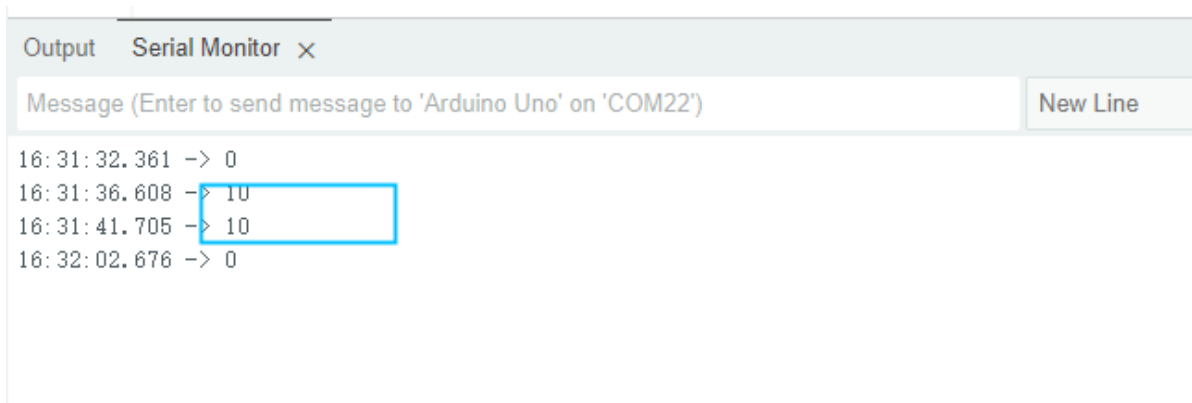 Output Serial Monitor ×
Message (Enter to send message to 'Arduino Uno' on 'COM22') New Line
16:31:32.361 -> 0
16:31:36.608 -> 10
16:31:41.705 -> 10
16:32:02.676 -> 0